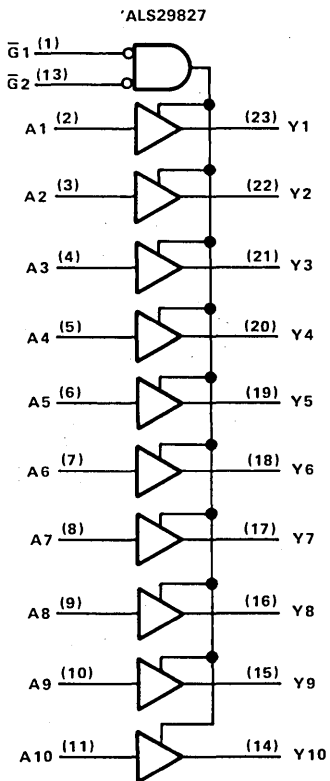 'ALS29827
G̅1 (1)
G̅2 (13)
A1 (2) (23) Y1
A2 (3) (22) Y2
A3 (4) (21) Y3
A4 (5) (20) Y4
A5 (6) (19) Y5
A6 (7) (18) Y6
A7 (8) (17) Y7
A8 (9) (16) Y8
A9 (10) (15) Y9
A10 (11) (14) Y10